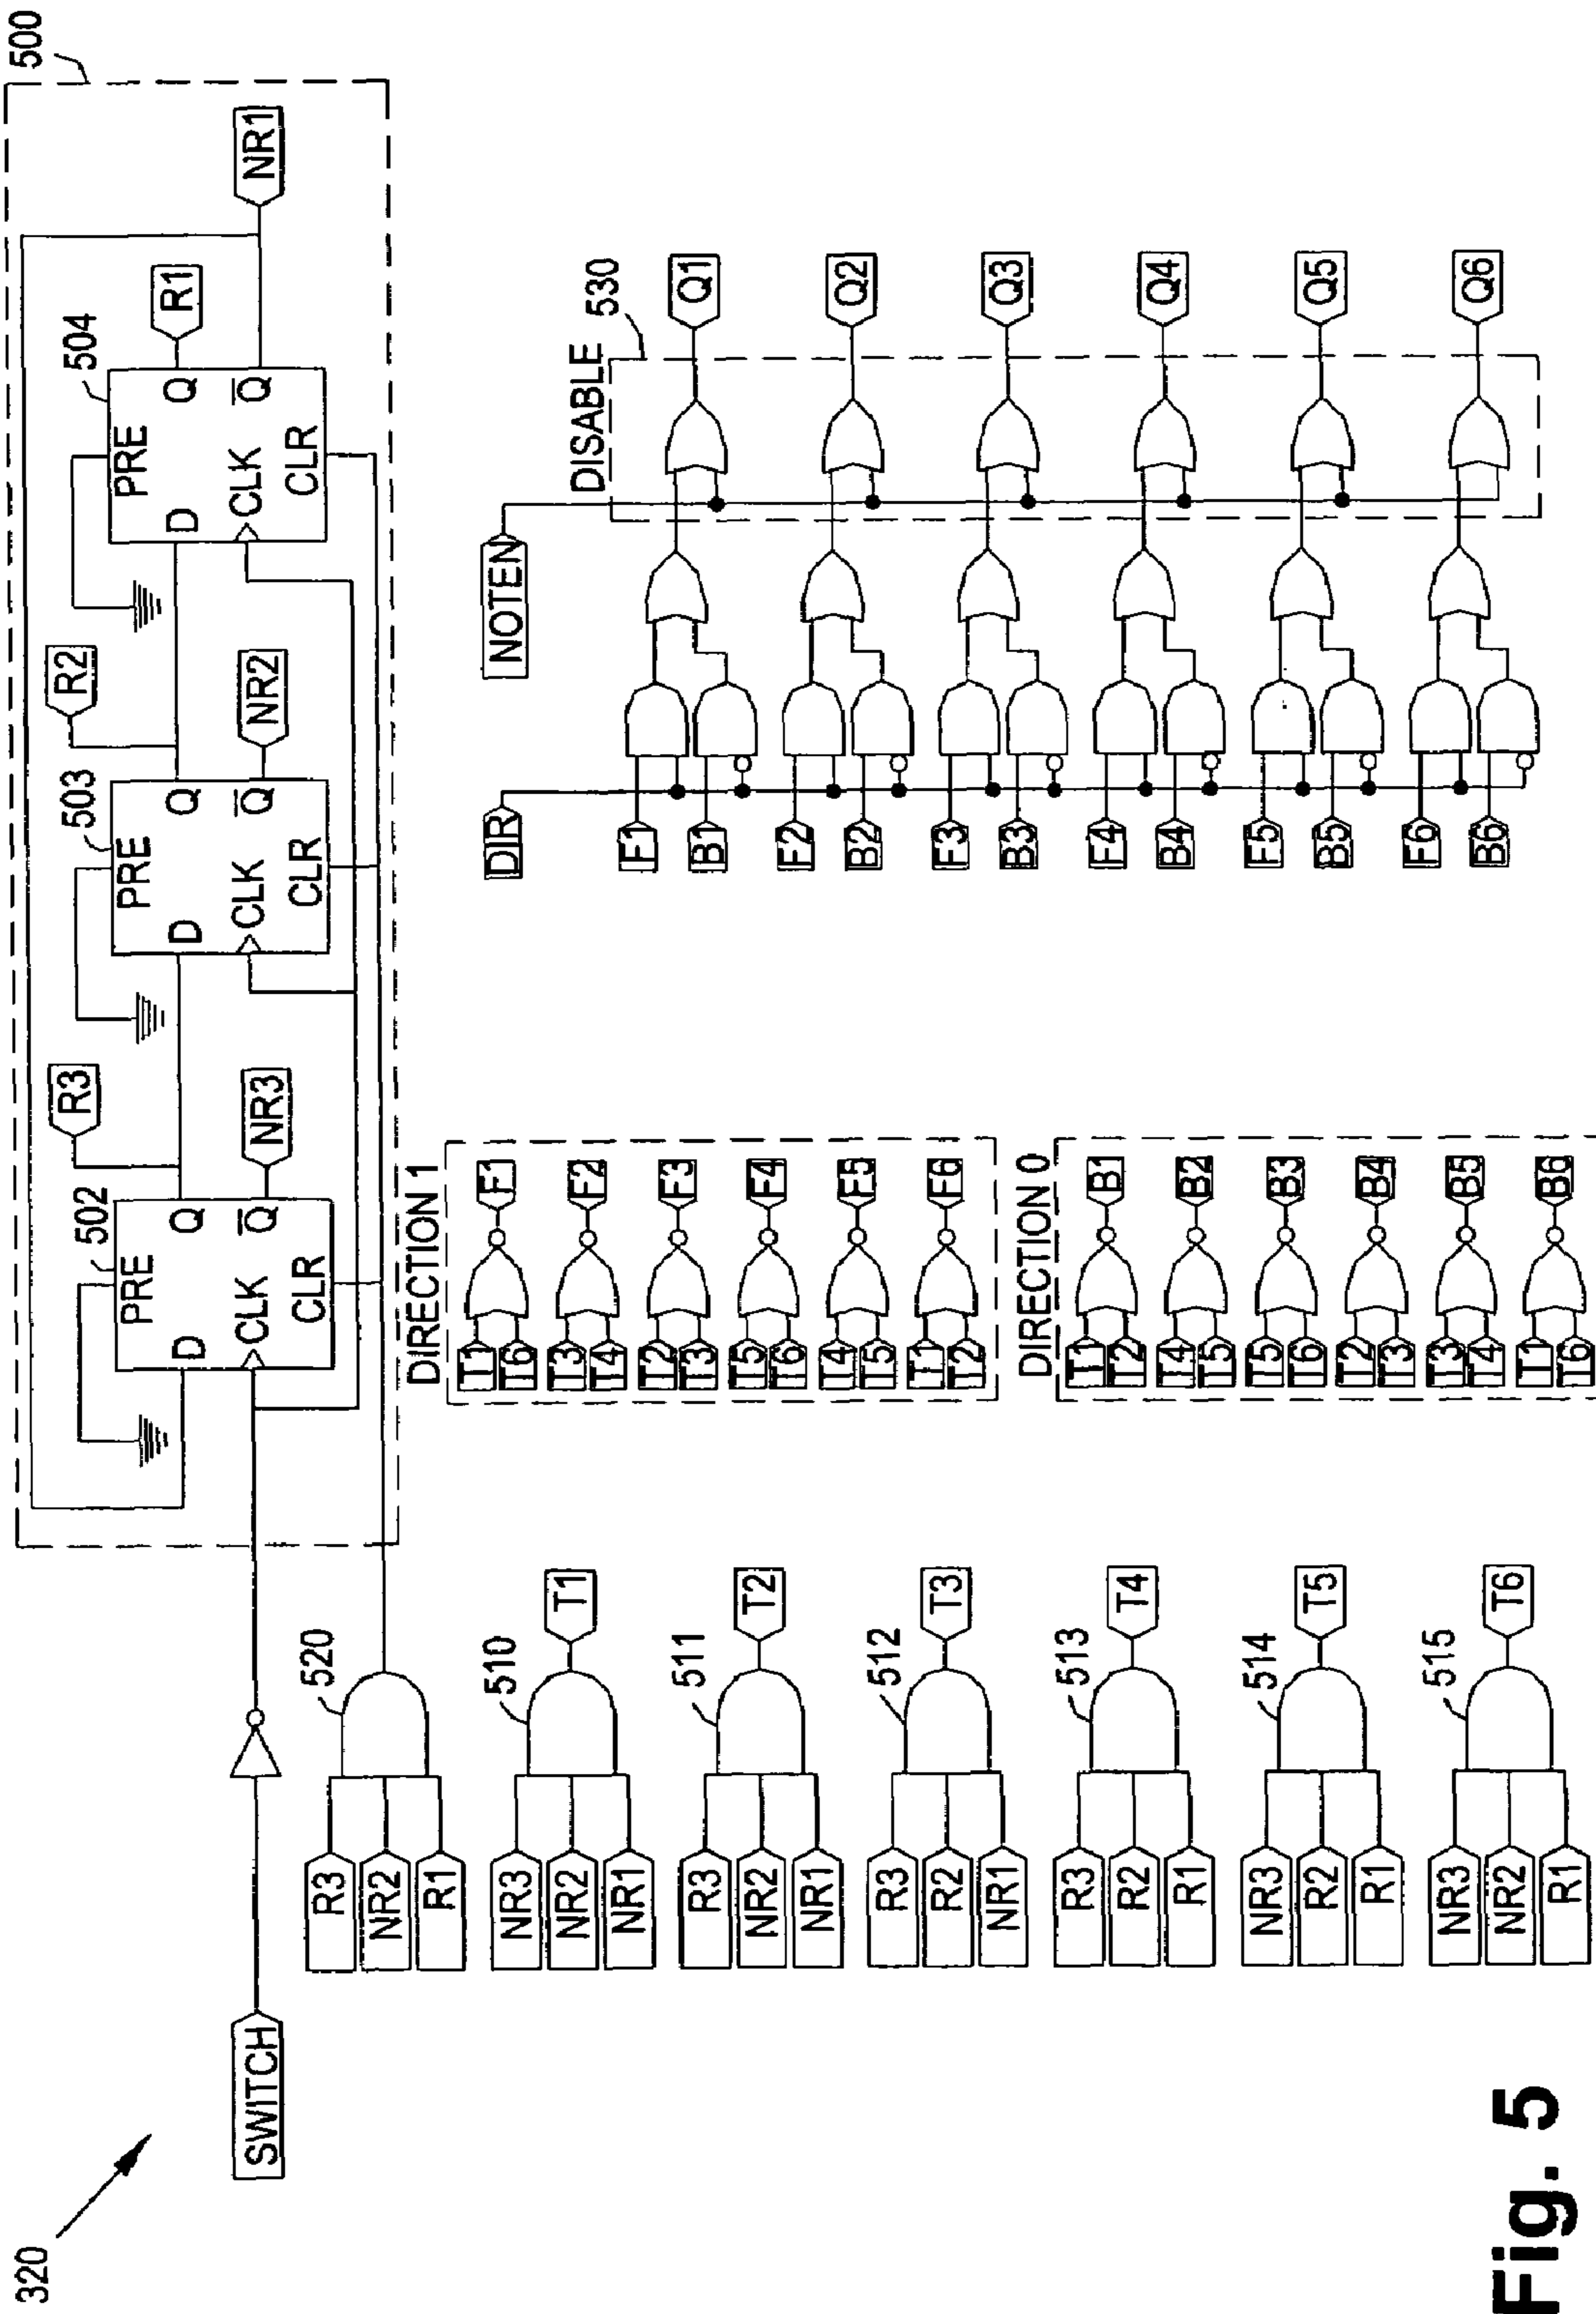 320
SWITCH
500
502
PRE
D
Q
CLK
Q
CLR
R3
NR3
503
PRE
D
Q
CLK
Q
CLR
R2
NR2
504
PRE
D
Q
CLK
Q
CLR
R1
NR1
520
R3
NR2
R1
510
NR3
NR2
NR1
T1
511
R3
NR2
NR1
T2
512
R3
R2
NR1
T3
513
R3
R2
R1
T4
514
NR3
R2
R1
T5
515
NR3
NR2
R1
T6
DIRECTION 1
T1
T6
F1
T3
T4
F2
T2
T3
F3
T5
T6
F4
T4
T5
F5
T1
T2
F6
DIRECTION 0
T1
T2
B1
T4
T5
B2
T5
T6
B3
T2
T3
B4
T3
T4
B5
T1
T6
B6
DIR
NOTEN
DISABLE
530
F1
B1
Q1
F2
B2
Q2
F3
B3
Q3
F4
B4
Q4
F5
B5
Q5
F6
B6
Q6
Fig. 5